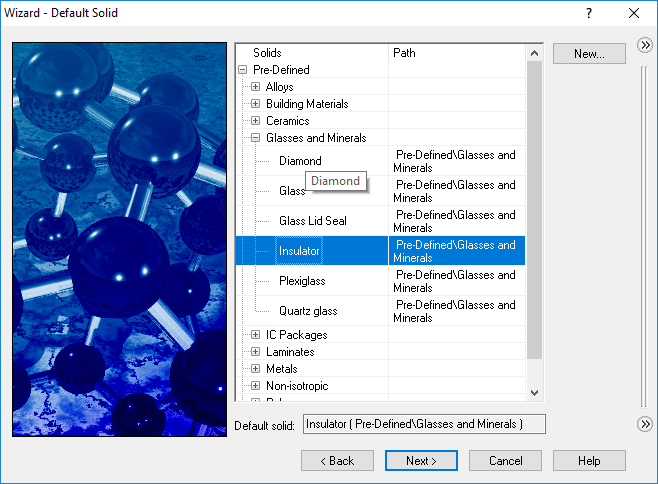 Wizard - Default Solid
Solids Path
New...
Pre-Defined
Alloys
Building Materials
Ceramics
Glasses and Minerals
Diamond Pre-Defined\Glasses and
Minerals
Diamond
Glass Pre-Defined\Glasses and
Minerals
Glass Lid Seal Pre-Defined\Glasses and
Minerals
Insulator Pre-Defined\Glasses and
Minerals
Plexiglass Pre-Defined\Glasses and
Minerals
Quartz glass Pre-Defined\Glasses and
Minerals
IC Packages
Laminates
Metals
Non-isotropic
Default solid: Insulator ( Pre-Defined\Glasses and Minerals )
< Back Next > Cancel Help